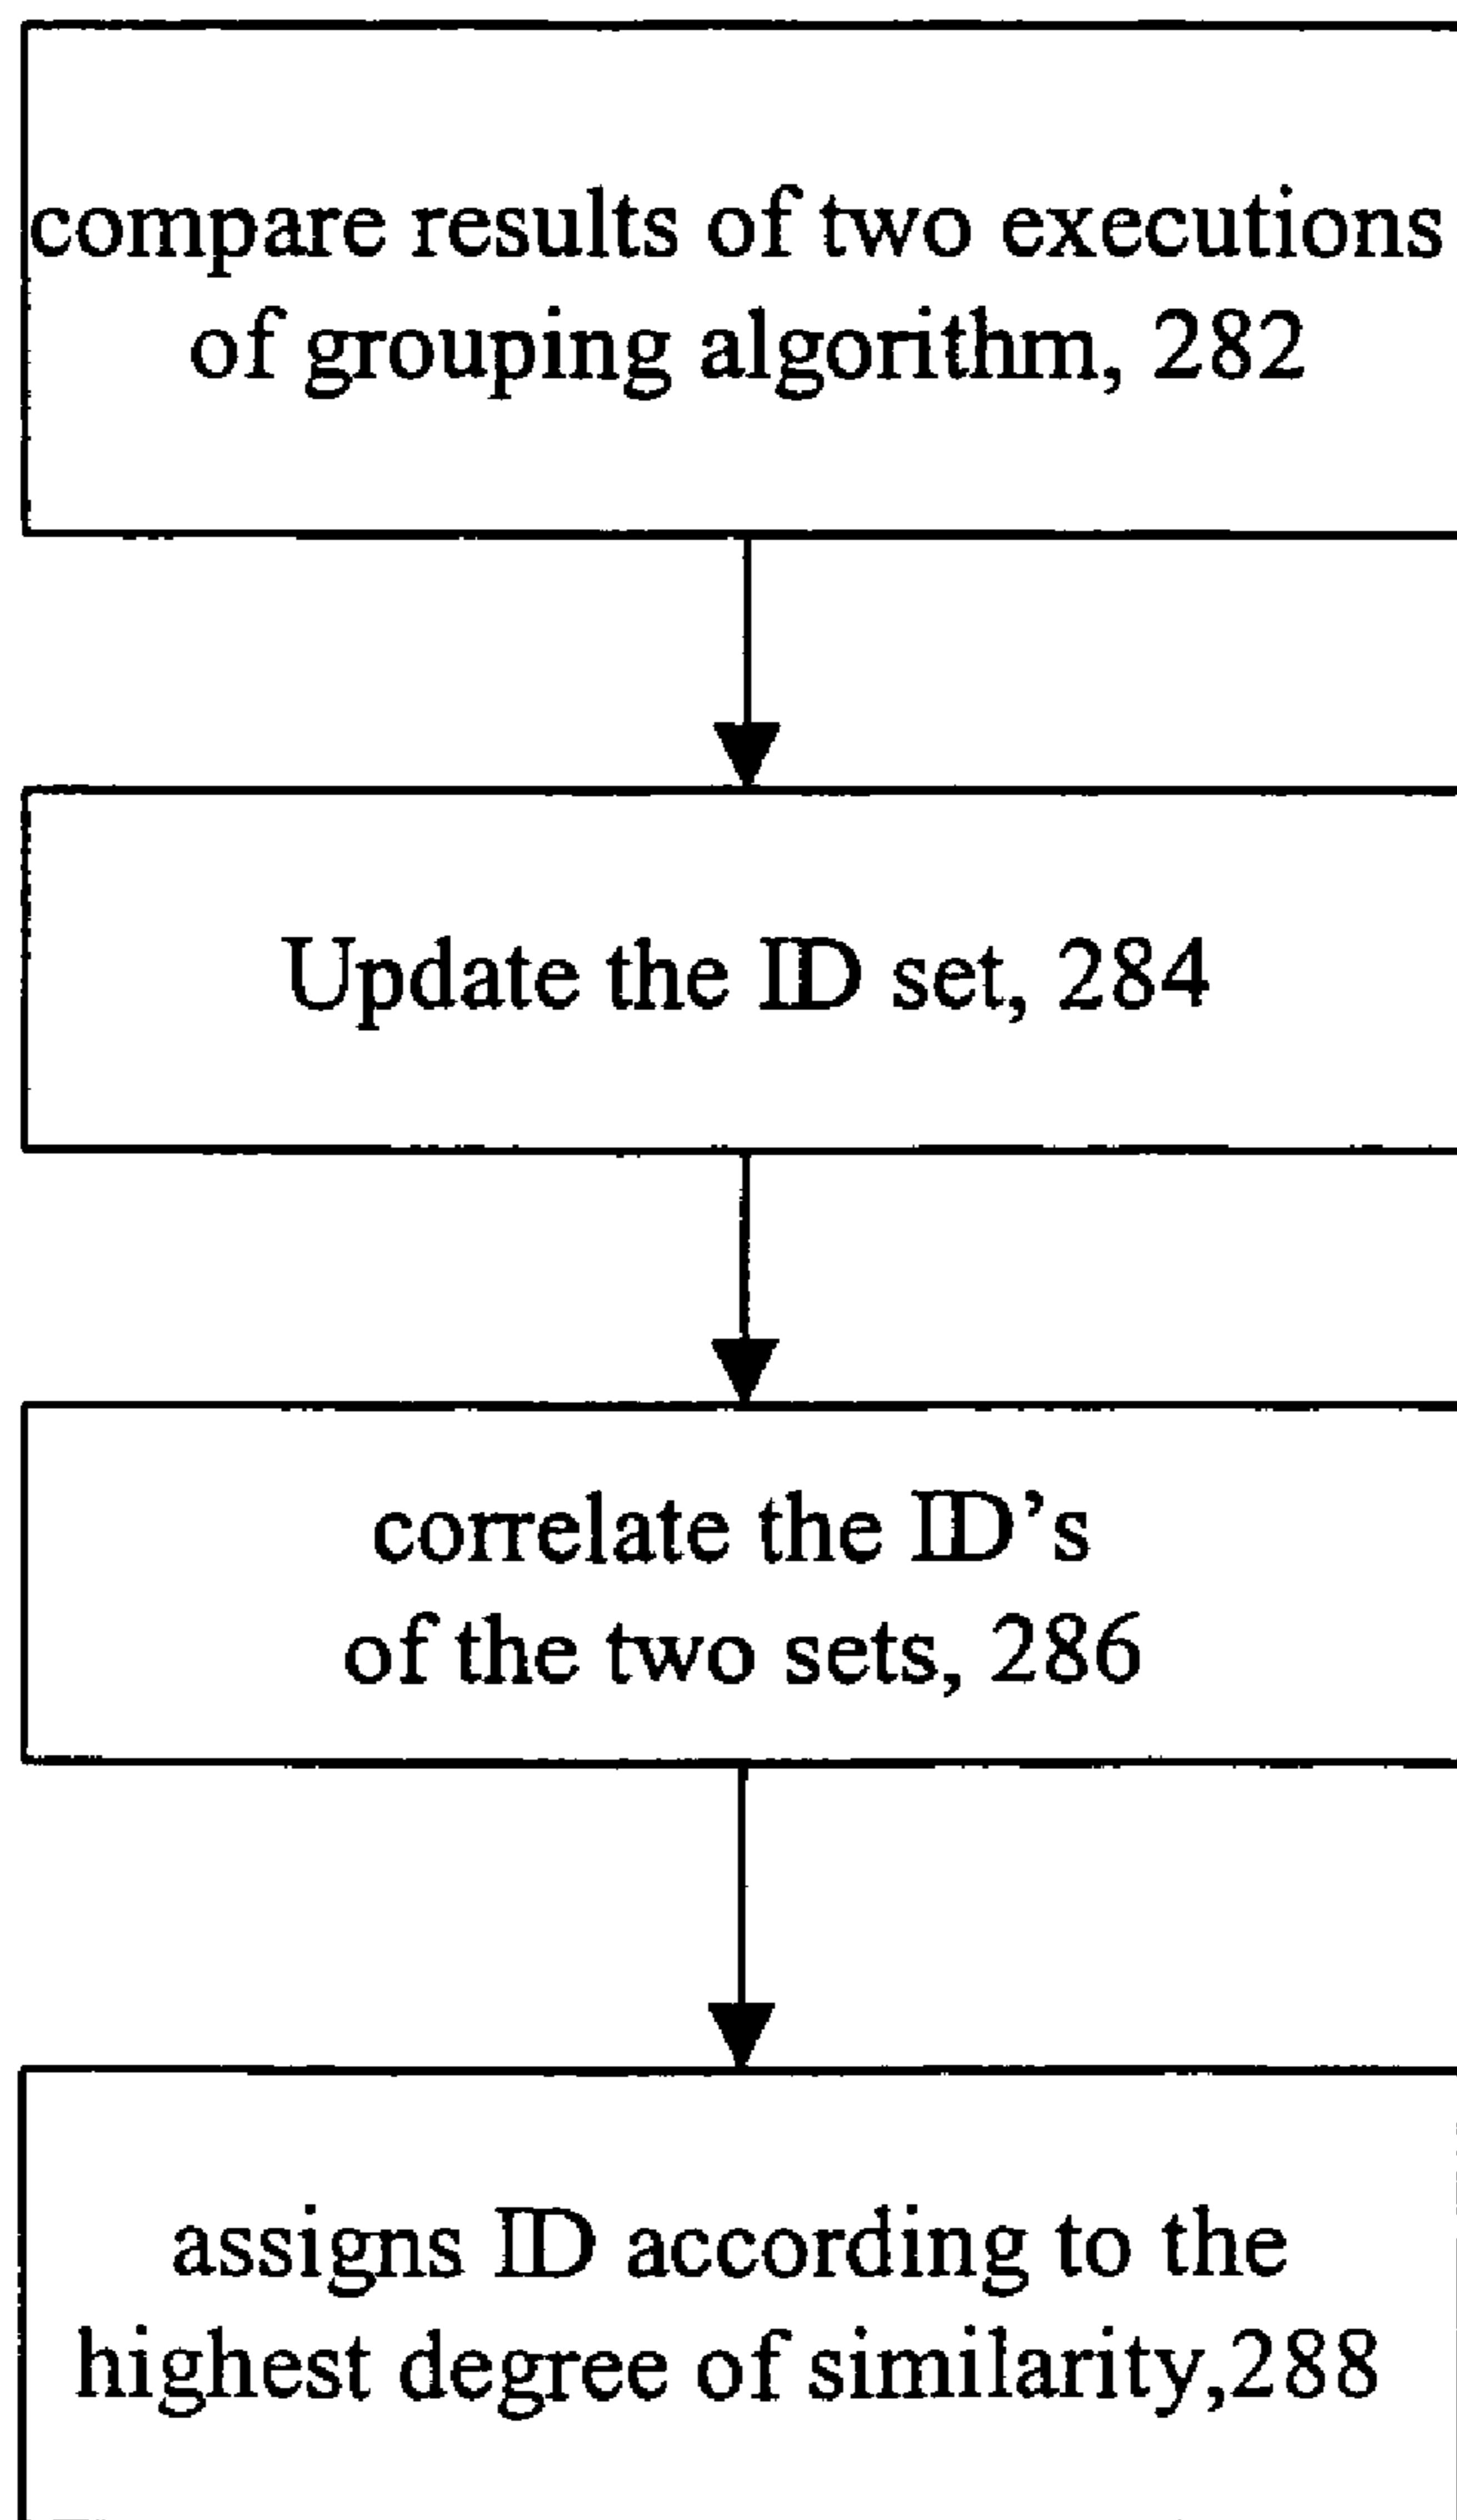 compare results of two executions
of grouping algorithm, 282
Update the ID set, 284
correlate the ID’s
of the two sets, 286
assigns ID according to the
highest degree of similarity,288